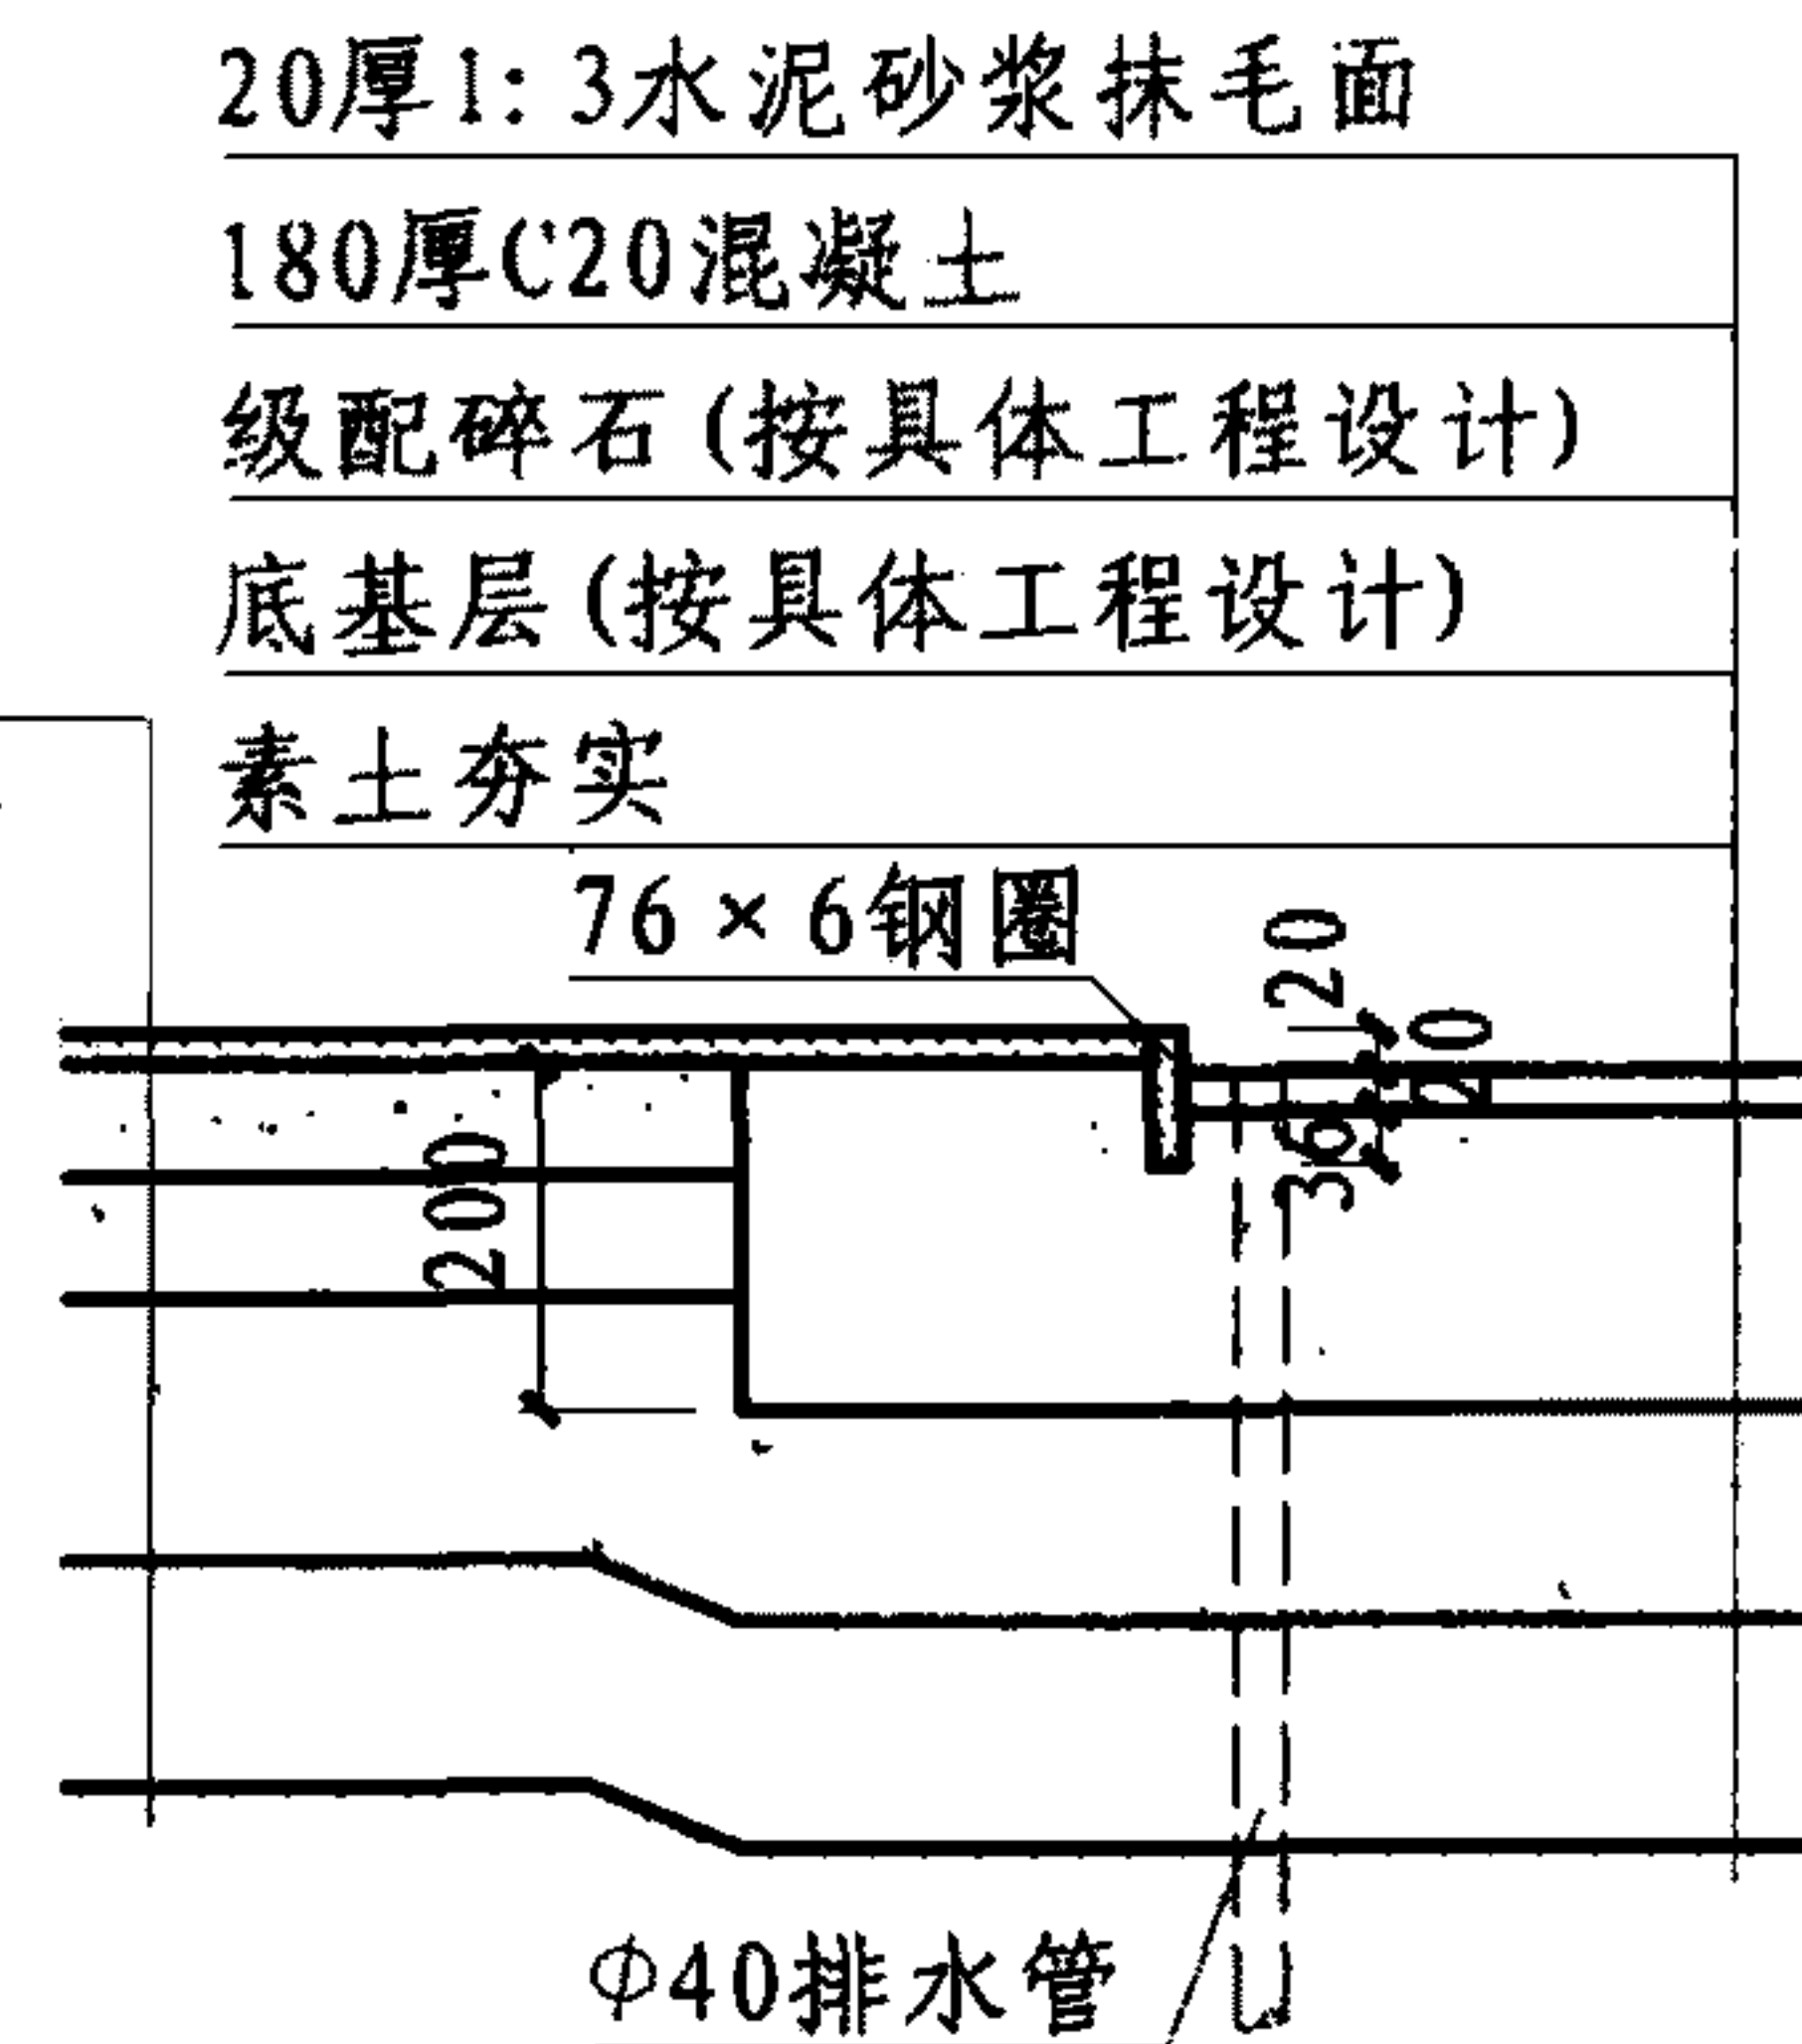 20厚1:3水泥砂浆抹毛面
180厚C20混凝土
级配碎石(按具体工程设计)
底基层(按具体工程设计)
素土夯实
76×6钢圈
20
20
36
200
Φ40排水管